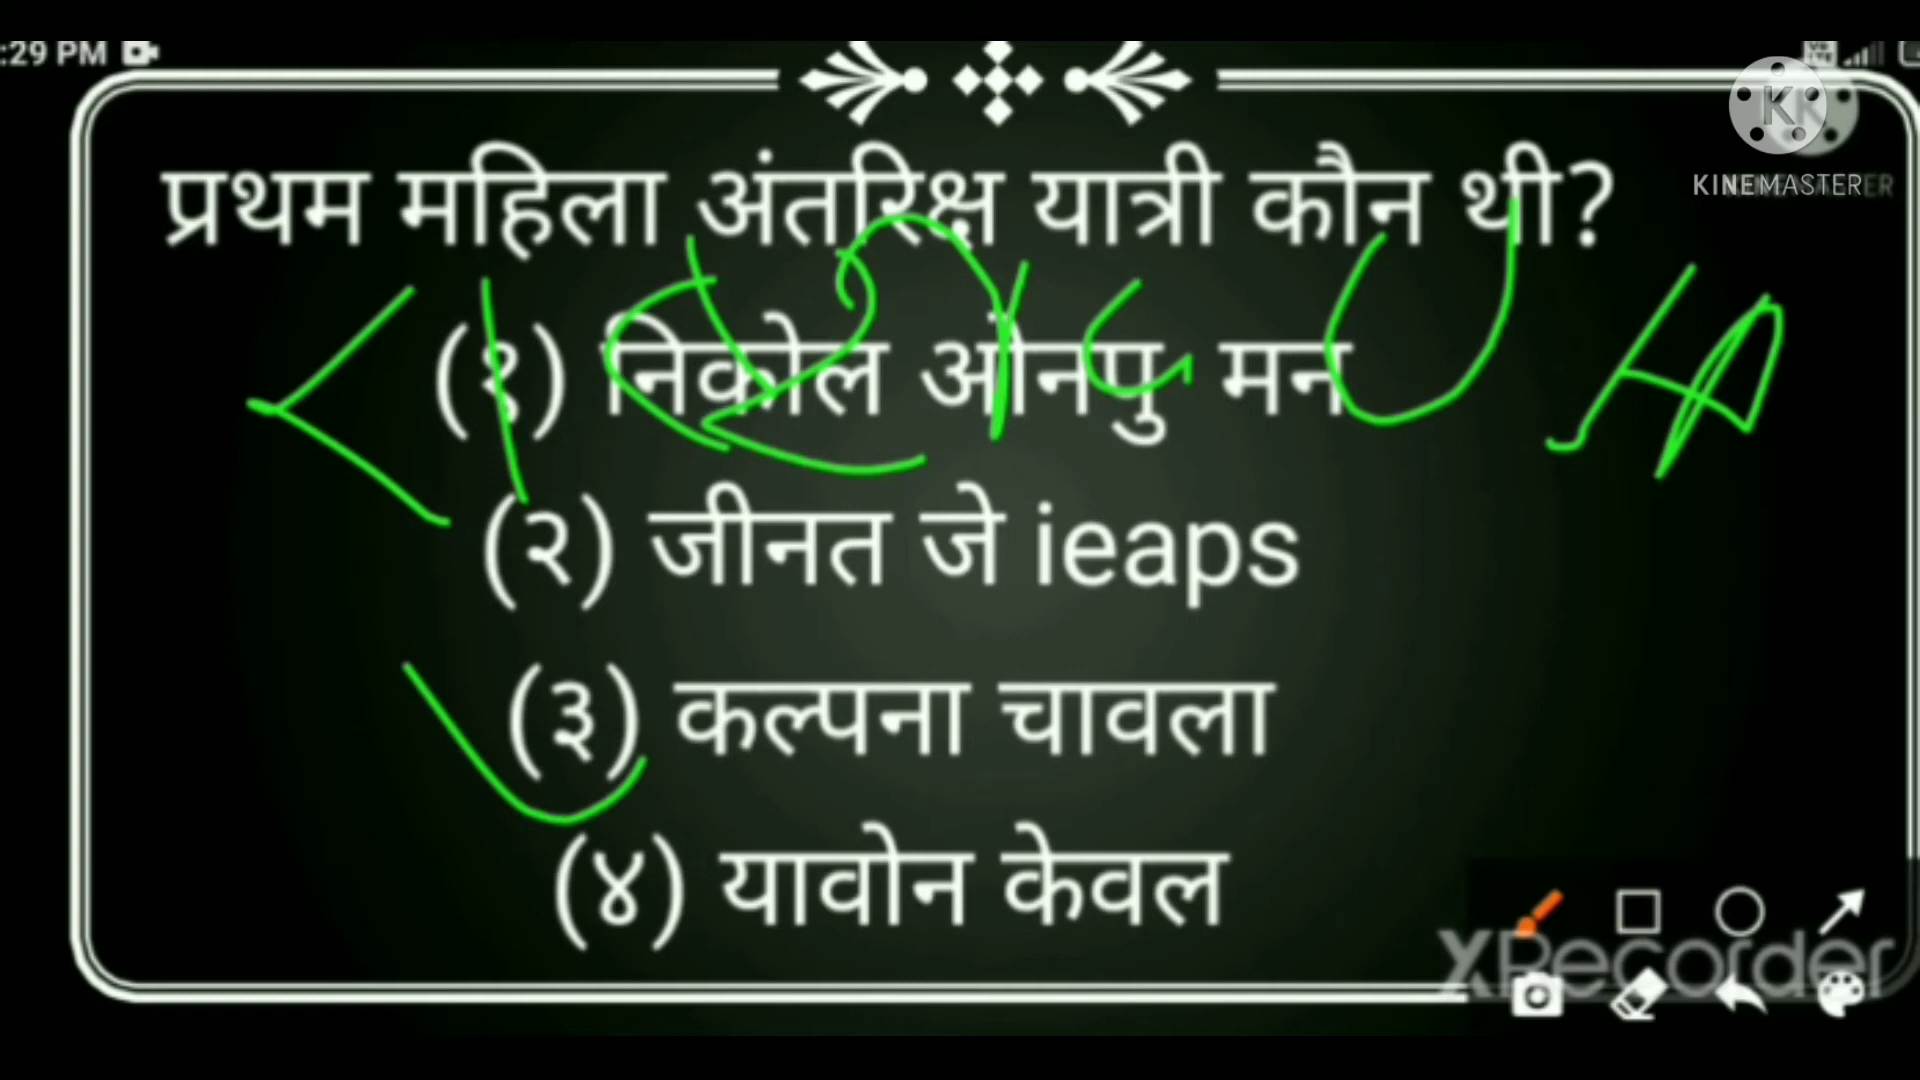 :29 PM
KINEMASTER
प्रथम महिला अंतरिक्ष यात्री कौन थी?
(१) निकोल ओनपु मन
(२) जीनत जे ieaps
(३) कल्पना चावला
(४) यावोन केवल
XRecorder